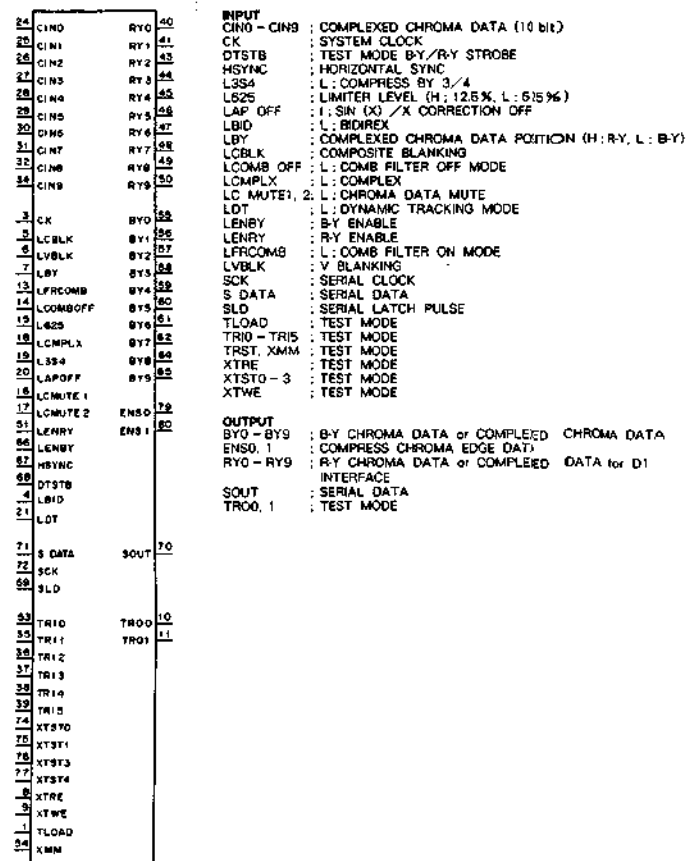 24 CIN0 RY0 40
25 CIN1 RY1 41
26 CIN2 RY2 43
27 CIN3 RY3 44
28 CIN4 RY4 45
29 CIN5 RY5 46
30 CIN6 RY6 47
31 CIN7 RY7 48
32 CIN8 RY8 49
34 CIN9 RY9 50
3 CK BY0 55
5 LCBLK BY1 56
6 LVBLK BY2 57
7 LBY BY3 58
13 LFRCOMB BY4 59
14 LCOMBOFF BY5 60
15 L625 BY6 61
18 LCMPLX BY7 62
19 L3S4 BY8 64
20 LAPOFF BY9 65
16 LCMUTE1
17 LCMUTE2 ENS0 79
51 LENRY ENS1 80
66 LENBY
67 HSYNC
68 DTSTB
4 LBID
21 LDT
71 S DATA SOUT 70
72 SCK
69 SLD
53 TRI0 TRO0 10
35 TRI1 TRO1 11
36 TRI2
37 TRI3
38 TRI4
39 TRI5
74 XTST0
75 XTST1
76 XTST3
77 XTST4
8 XTRE
9 XTWE
1 TLOAD
54 XMM
INPUT
CIN0 - CIN9 ; COMPLEXED CHROMA DATA (10 bit)
CK ; SYSTEM CLOCK
DTSTB ; TEST MODE B-Y/R-Y STROBE
HSYNC ; HORIZONTAL SYNC
L3S4 ; L ; COMPRESS BY 3/4
L625 ; LIMITER LEVEL (H ; 12.5%, L ; 6.25%)
LAP OFF ; L ; SIN (X) /X CORRECTION OFF
LBID ; L ; BIDIREX
LBY ; COMPLEXED CHROMA DATA POSITION (H ; R-Y, L ; B-Y)
LCBLK ; COMPOSITE BLANKING
LCOMB OFF ; L ; COMB FILTER OFF MODE
LCMPLX ; L ; COMPLEX
LC MUTE1, 2 ; L ; CHROMA DATA MUTE
LDT ; L ; DYNAMIC TRACKING MODE
LENBY ; B-Y ENABLE
LENRY ; R-Y ENABLE
LFRCOMB ; L ; COMB FILTER ON MODE
LVBLK ; V BLANKING
SCK ; SERIAL CLOCK
S DATA ; SERIAL DATA
SLD ; SERIAL LATCH PULSE
TLOAD ; TEST MODE
TRI0 - TRI5 ; TEST MODE
TRST, XMM ; TEST MODE
XTRE ; TEST MODE
XTST0 - 3 ; TEST MODE
XTWE ; TEST MODE
OUTPUT
BY0 - BY9 ; B-Y CHROMA DATA or COMPLEXED CHROMA DATA
ENS0, 1 ; COMPRESS CHROMA EDGE DATA
RY0 - RY9 ; R-Y CHROMA DATA or COMPLEXED DATA for D1
INTERFACE
SOUT ; SERIAL DATA
TRO0, 1 ; TEST MODE